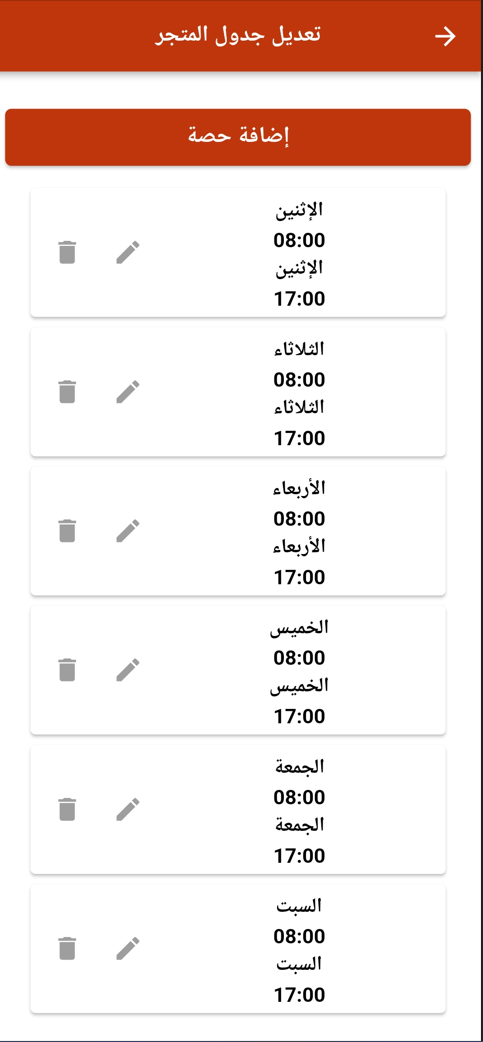 تعديل جدول المتجر
إضافة حصة
الإثنين
08:00
الإثنين
17:00
الثلاثاء
08:00
الثلاثاء
17:00
الأربعاء
08:00
الأربعاء
17:00
الخميس
08:00
الخميس
17:00
الجمعة
08:00
الجمعة
17:00
السبت
08:00
السبت
17:00